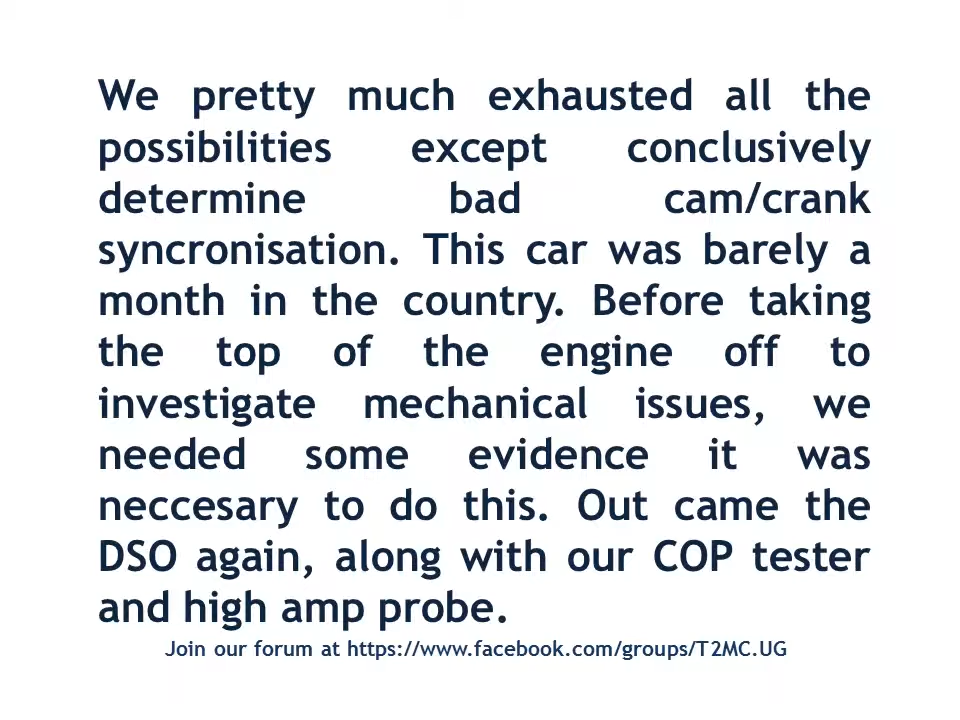 We pretty much exhausted all the
possibilities except conclusively
determine bad cam/crank
syncronisation. This car was barely a
month in the country. Before taking
the top of the engine off to
investigate mechanical issues, we
needed some evidence it was
neccesary to do this. Out came the
DSO again, along with our COP tester
and high amp probe.
Join our forum at https://www.facebook.com/groups/T2MC.UG